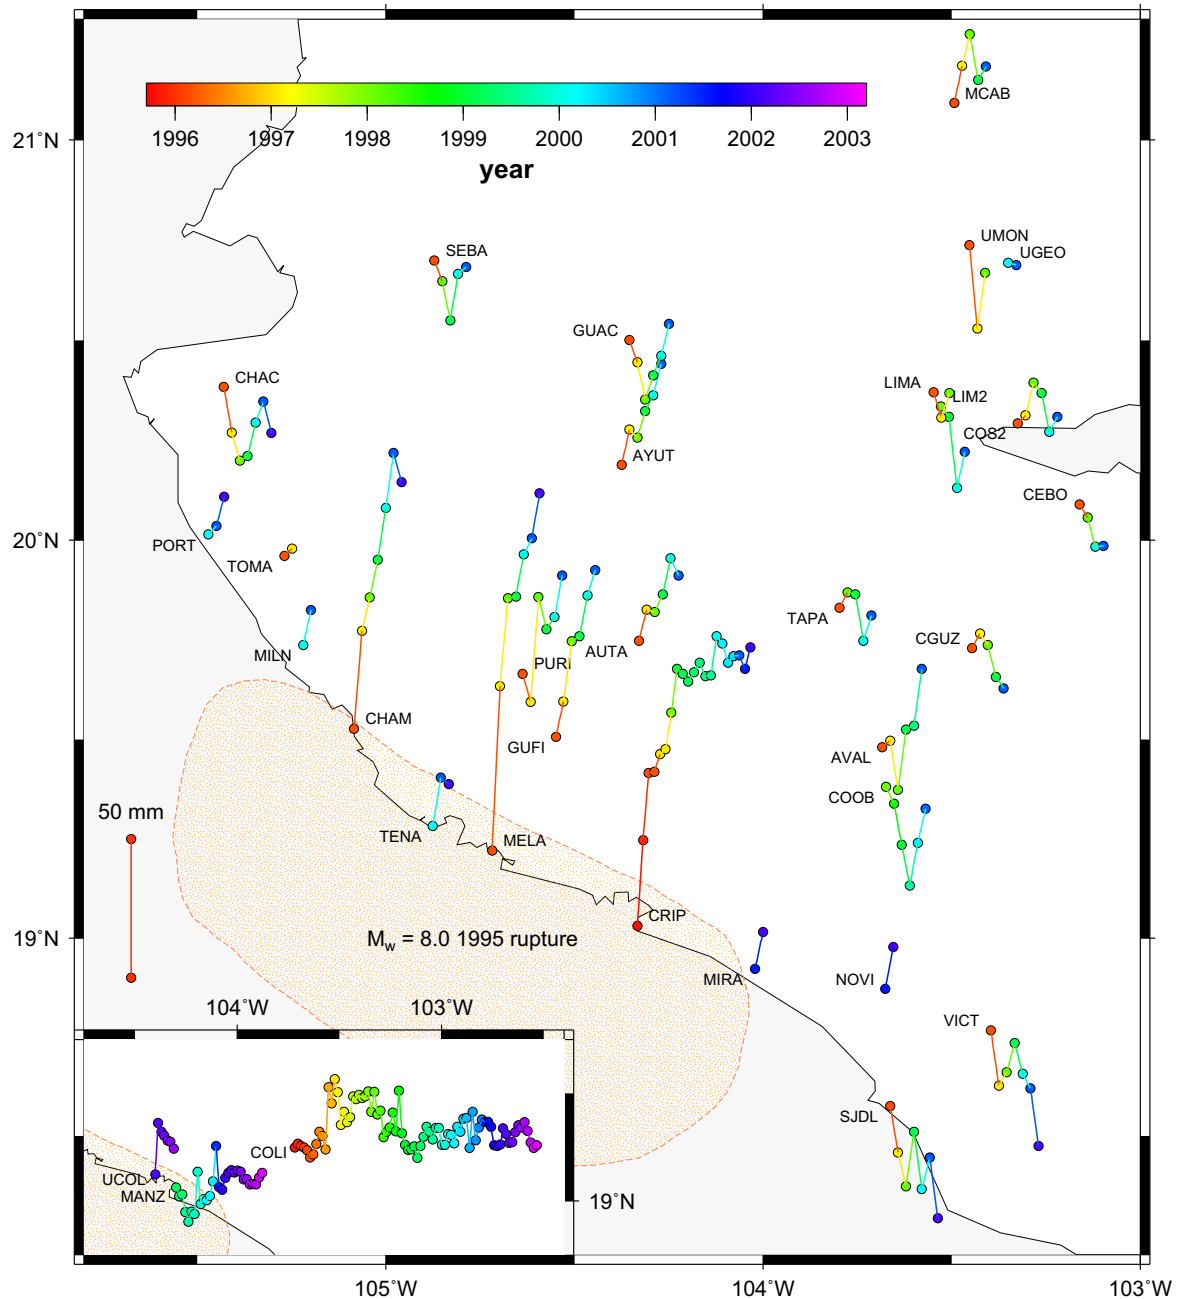 MCAB
1996 1997 1998 1999 2000 2001 2002 2003
21˚N
year
UMON
UGEO
SEBA
GUAC
CHAC
LIMA
LIM2
COS2
AYUT
CEBO
20˚N
PORT
TOMA
TAPA
CGUZ
MILN
AUTA
PURI
CHAM
GUFI
AVAL
COOB
50 mm
TENA
MELA
CRIP
19˚N
Mw = 8.0 1995 rupture
MIRA
NOVI
104˚W 103˚W
VICT
SJDL
COLI
UCOL
MANZ
19˚N
105˚W 104˚W 103˚W